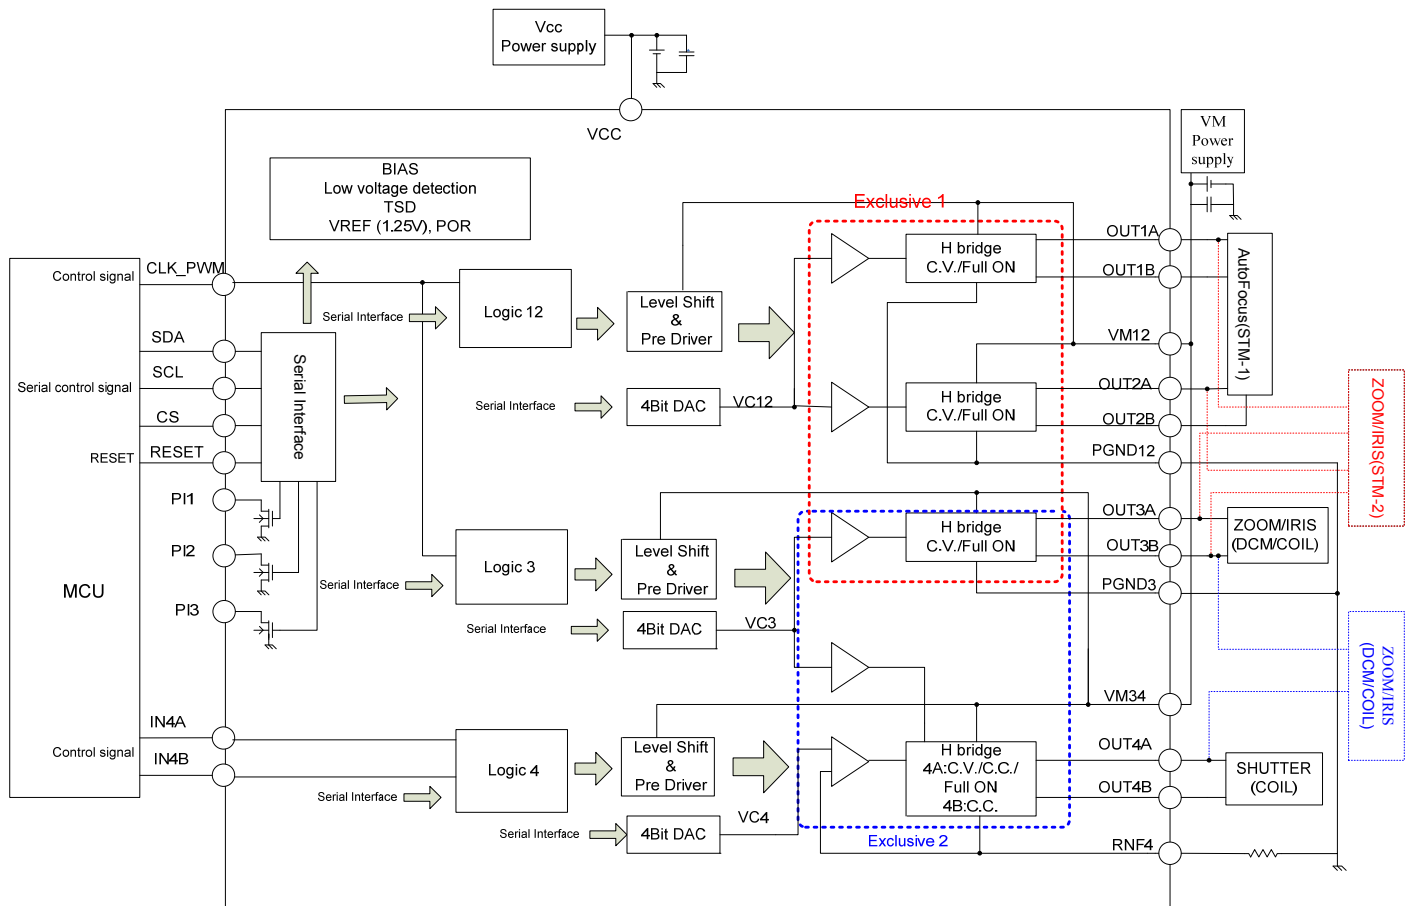 Vcc
Power supply
VCC
VM
Power
supply
BIAS
Low voltage detection
TSD
VREF (1.25V), POR
Exclusive 1
Control signal
CLK_PWM
Serial Interface
Logic 12
Level Shift
&
Pre Driver
H bridge
C.V./Full ON
OUT1A
OUT1B
AutoFocus(STM-1)
SDA
Serial control signal
SCL
CS
RESET
RESET
Serial Interface
Serial Interface
4Bit DAC
VC12
H bridge
C.V./Full ON
VM12
OUT2A
OUT2B
PGND12
ZOOM/IRIS(STM-2)
PI1
PI2
PI3
MCU
Serial Interface
Logic 3
Level Shift
&
Pre Driver
H bridge
C.V./Full ON
OUT3A
OUT3B
PGND3
ZOOM/IRIS
(DCM/COIL)
Serial Interface
4Bit DAC
VC3
ZOOM/IRIS
(DCM/COIL)
VM34
IN4A
Control signal
IN4B
Serial Interface
Logic 4
Level Shift
&
Pre Driver
H bridge
4A:C.V./C.C./
Full ON
4B:C.C.
OUT4A
OUT4B
SHUTTER
(COIL)
Serial Interface
4Bit DAC
VC4
Exclusive 2
RNF4